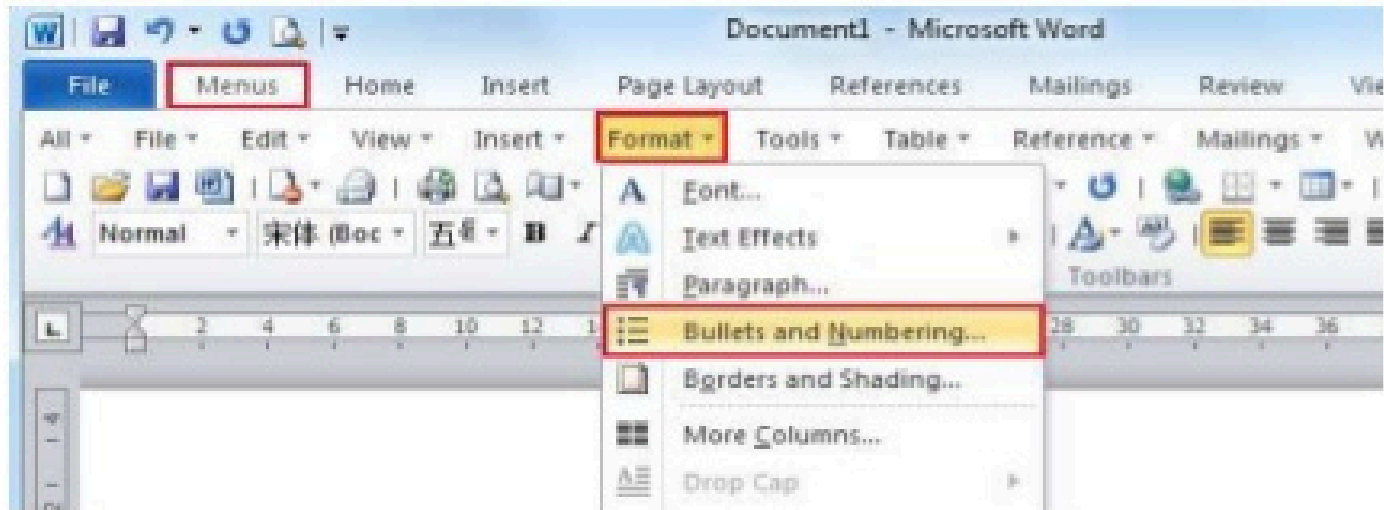 Document1 - Microsoft Word
File Menus Home Insert Page Layout References Mailings Review Vie
All File Edit View Insert Format Tools Table Reference Mailings W
Normal 宋体 (Boc 五号 B I
Font...
Text Effects
Paragraph...
Toolbars
Bullets and Numbering...
2 4 6 8 10 12 1 28 30 32 34 36
Borders and Shading...
More Columns...
Drop Cap